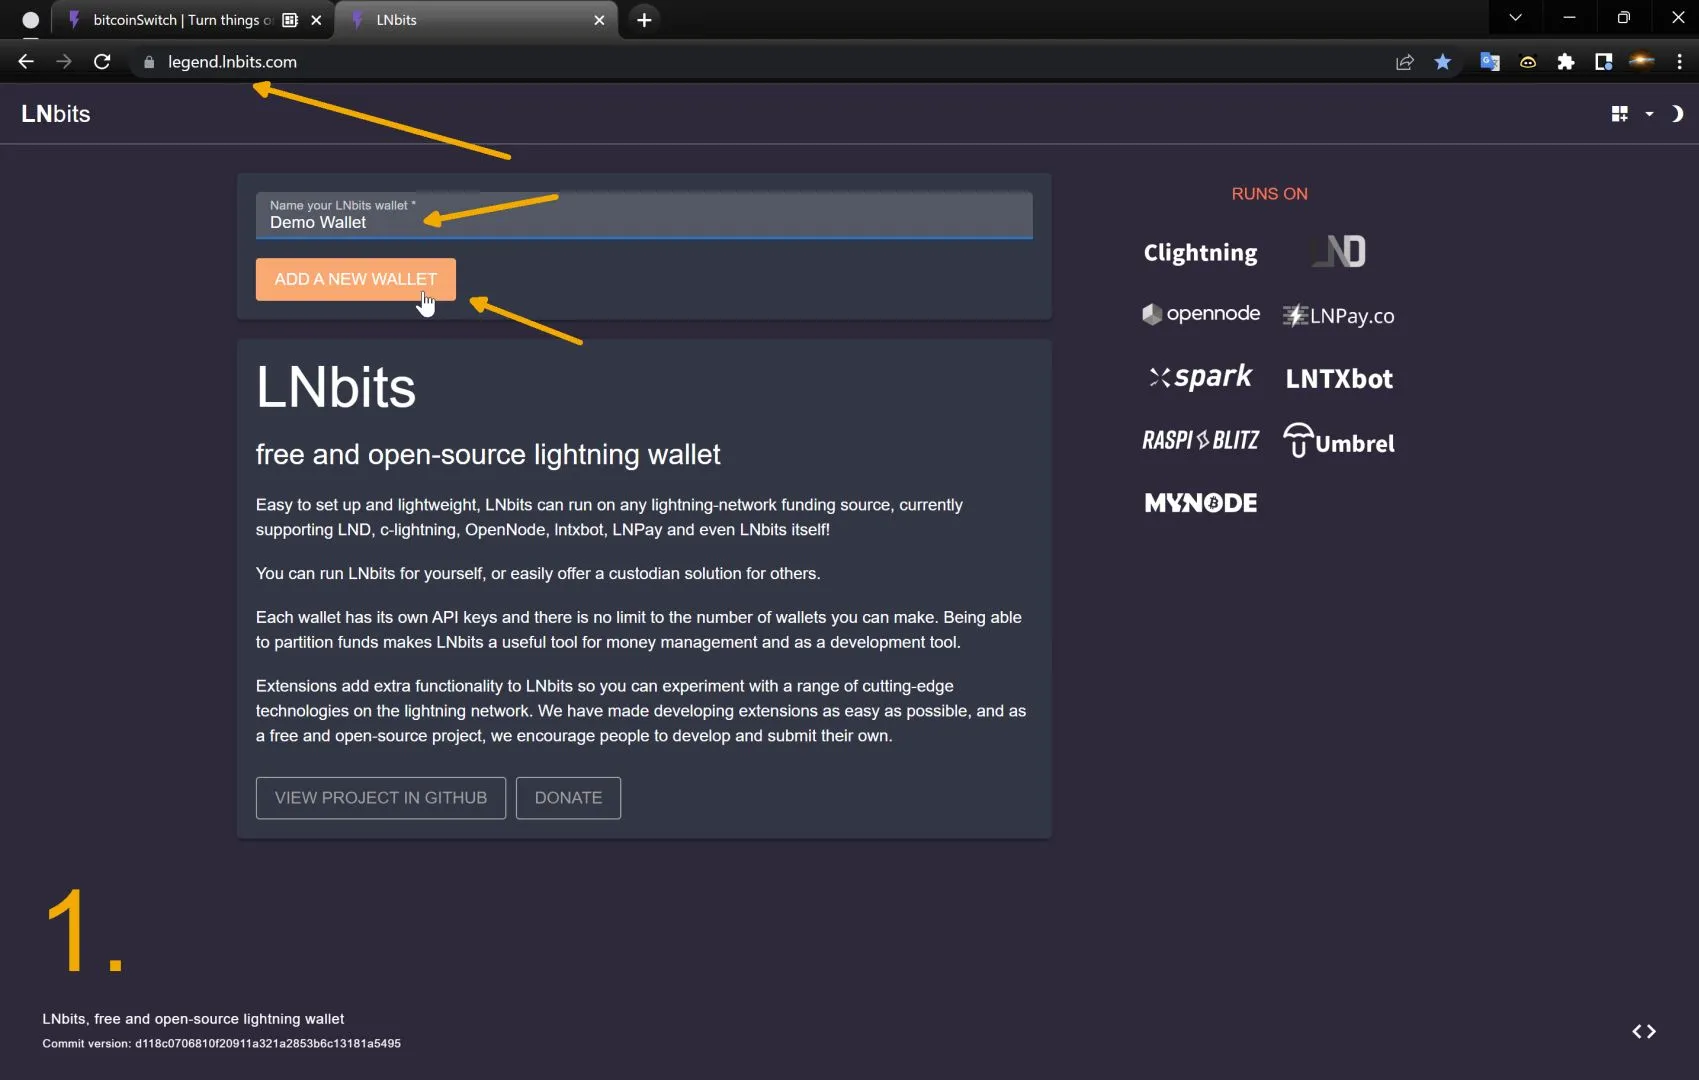 bitcoinSwitch | Turn things o
LNbits
legend.lnbits.com
LNbits
Name your LNbits wallet *
Demo Wallet
ADD A NEW WALLET
RUNS ON
Clightning
LND
opennode
LNPay.co
spark
LNTXbot
RASPI BLITZ
Umbrel
MYNODE
LNbits
free and open-source lightning wallet
Easy to set up and lightweight, LNbits can run on any lightning-network funding source, currently
supporting LND, c-lightning, OpenNode, lntxbot, LNPay and even LNbits itself!
You can run LNbits for yourself, or easily offer a custodian solution for others.
Each wallet has its own API keys and there is no limit to the number of wallets you can make. Being able
to partition funds makes LNbits a useful tool for money management and as a development tool.
Extensions add extra functionality to LNbits so you can experiment with a range of cutting-edge
technologies on the lightning network. We have made developing extensions as easy as possible, and as
a free and open-source project, we encourage people to develop and submit their own.
VIEW PROJECT IN GITHUB
DONATE
1.
LNbits, free and open-source lightning wallet
Commit version: d118c0706810f20911a321a2853b6c13181a5495